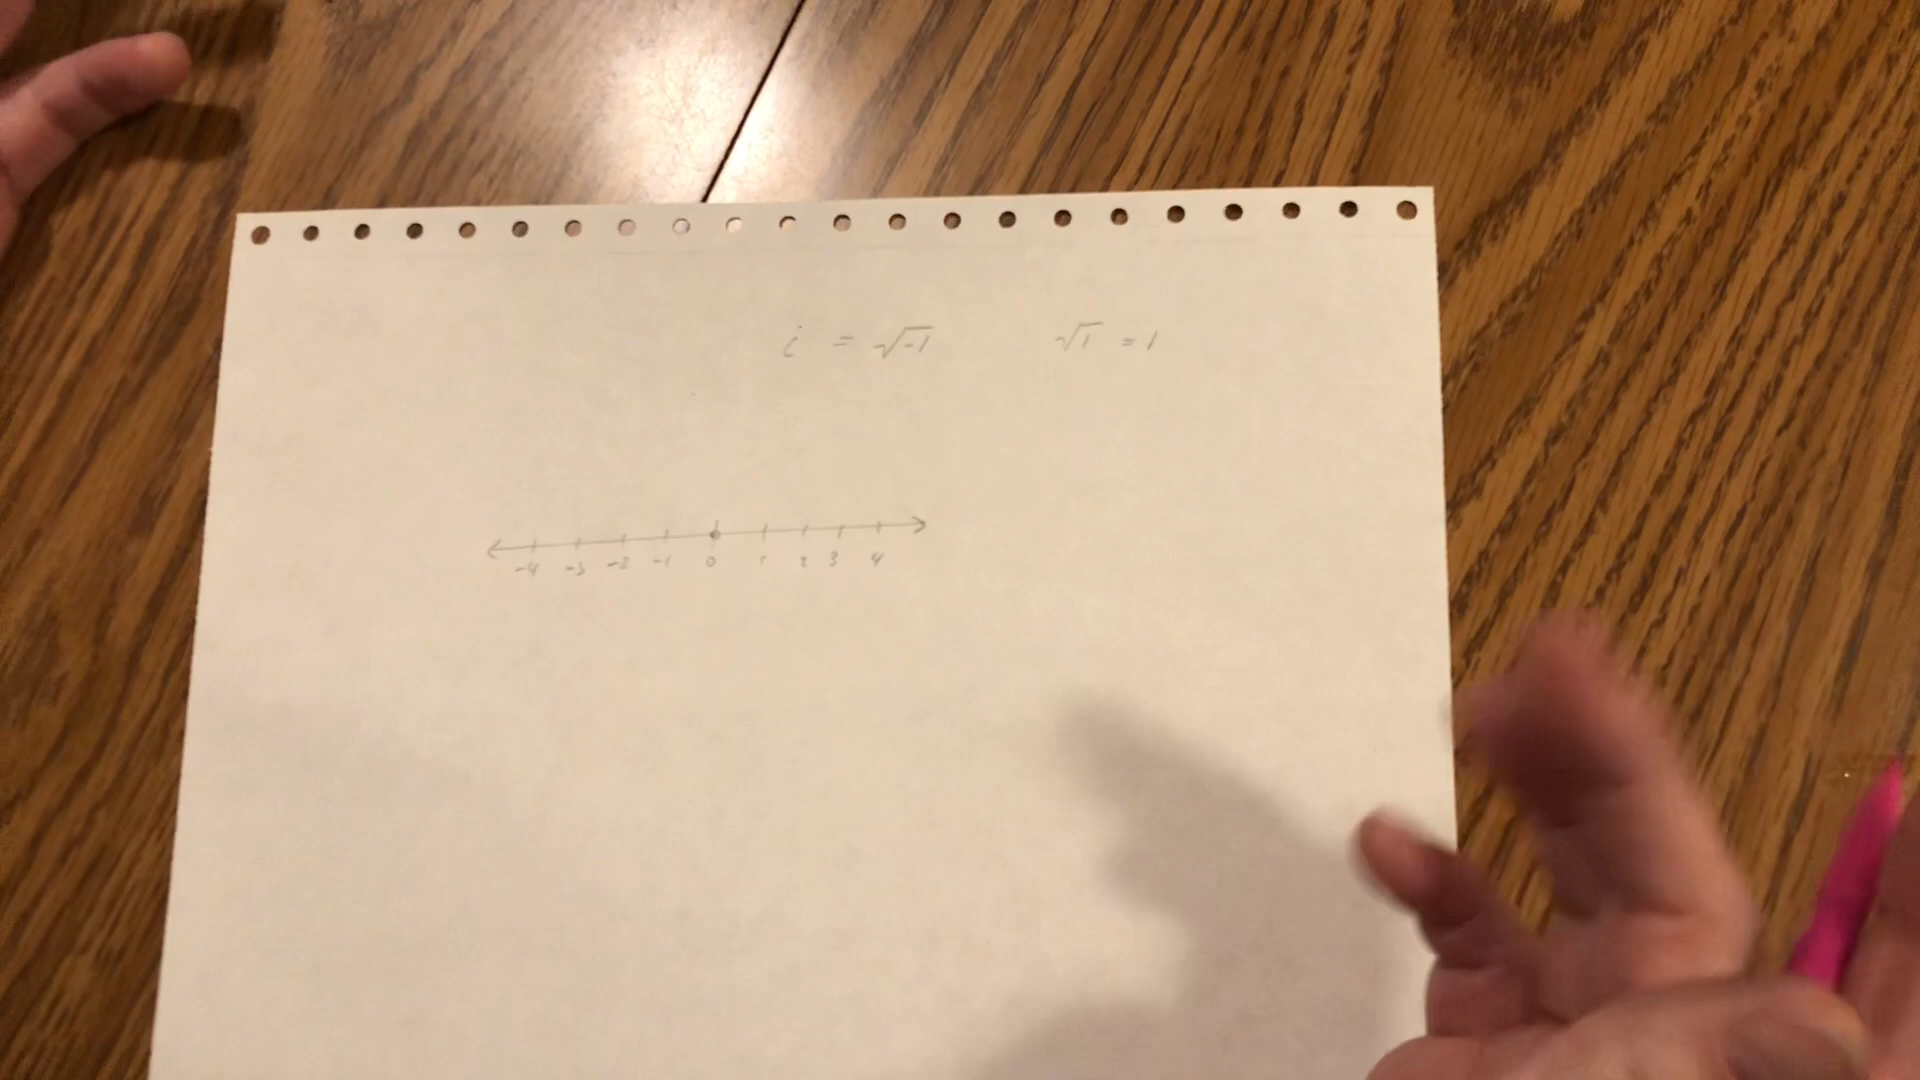 i = √-1 √1 = 1
-4 -3 -2 -1 0 1 2 3 4